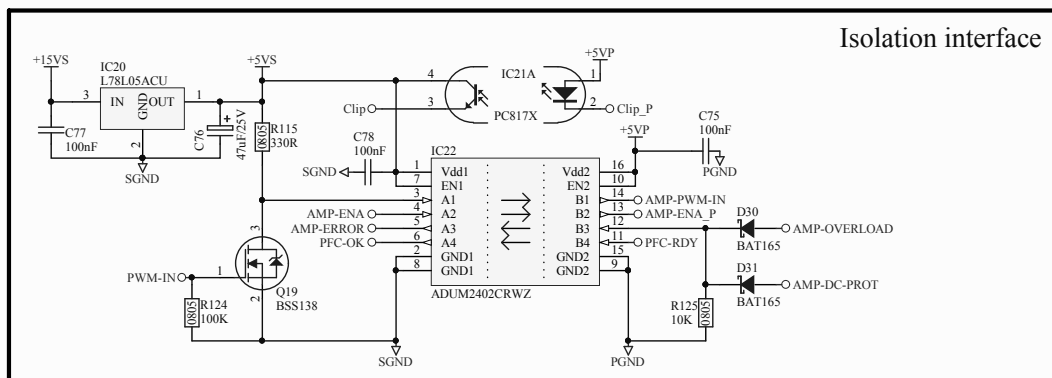 Isolation interface
+15VS
IC20
L78L05ACU
+5VS
3 IN GND OUT 1
2
C77
100nF
C76
47uF/25V
+
SGND
0805
R115
330R
4
IC21A
1
+5VP
Clip
3
PC817X
2
Clip_P
C78
100nF
SGND
+5VP
C75
100nF
PGND
IC22
1 Vdd1 Vdd2 16
7 EN1 EN2 10
3 A1 B1 14 AMP-PWM-IN
AMP-ENA 4 A2 B2 13 AMP-ENA_P
AMP-ERROR 5 A3 B3 12
PFC-OK 6 A4 B4 11 PFC-RDY
2 GND1 GND2 15
8 GND1 GND2 9
ADUM2402CRWZ
D30
BAT165
AMP-OVERLOAD
D31
BAT165
AMP-DC-PROT
R125
10K
0805
PWM-IN
1
3
2
Q19
BSS138
0805
R124
100K
SGND
PGND